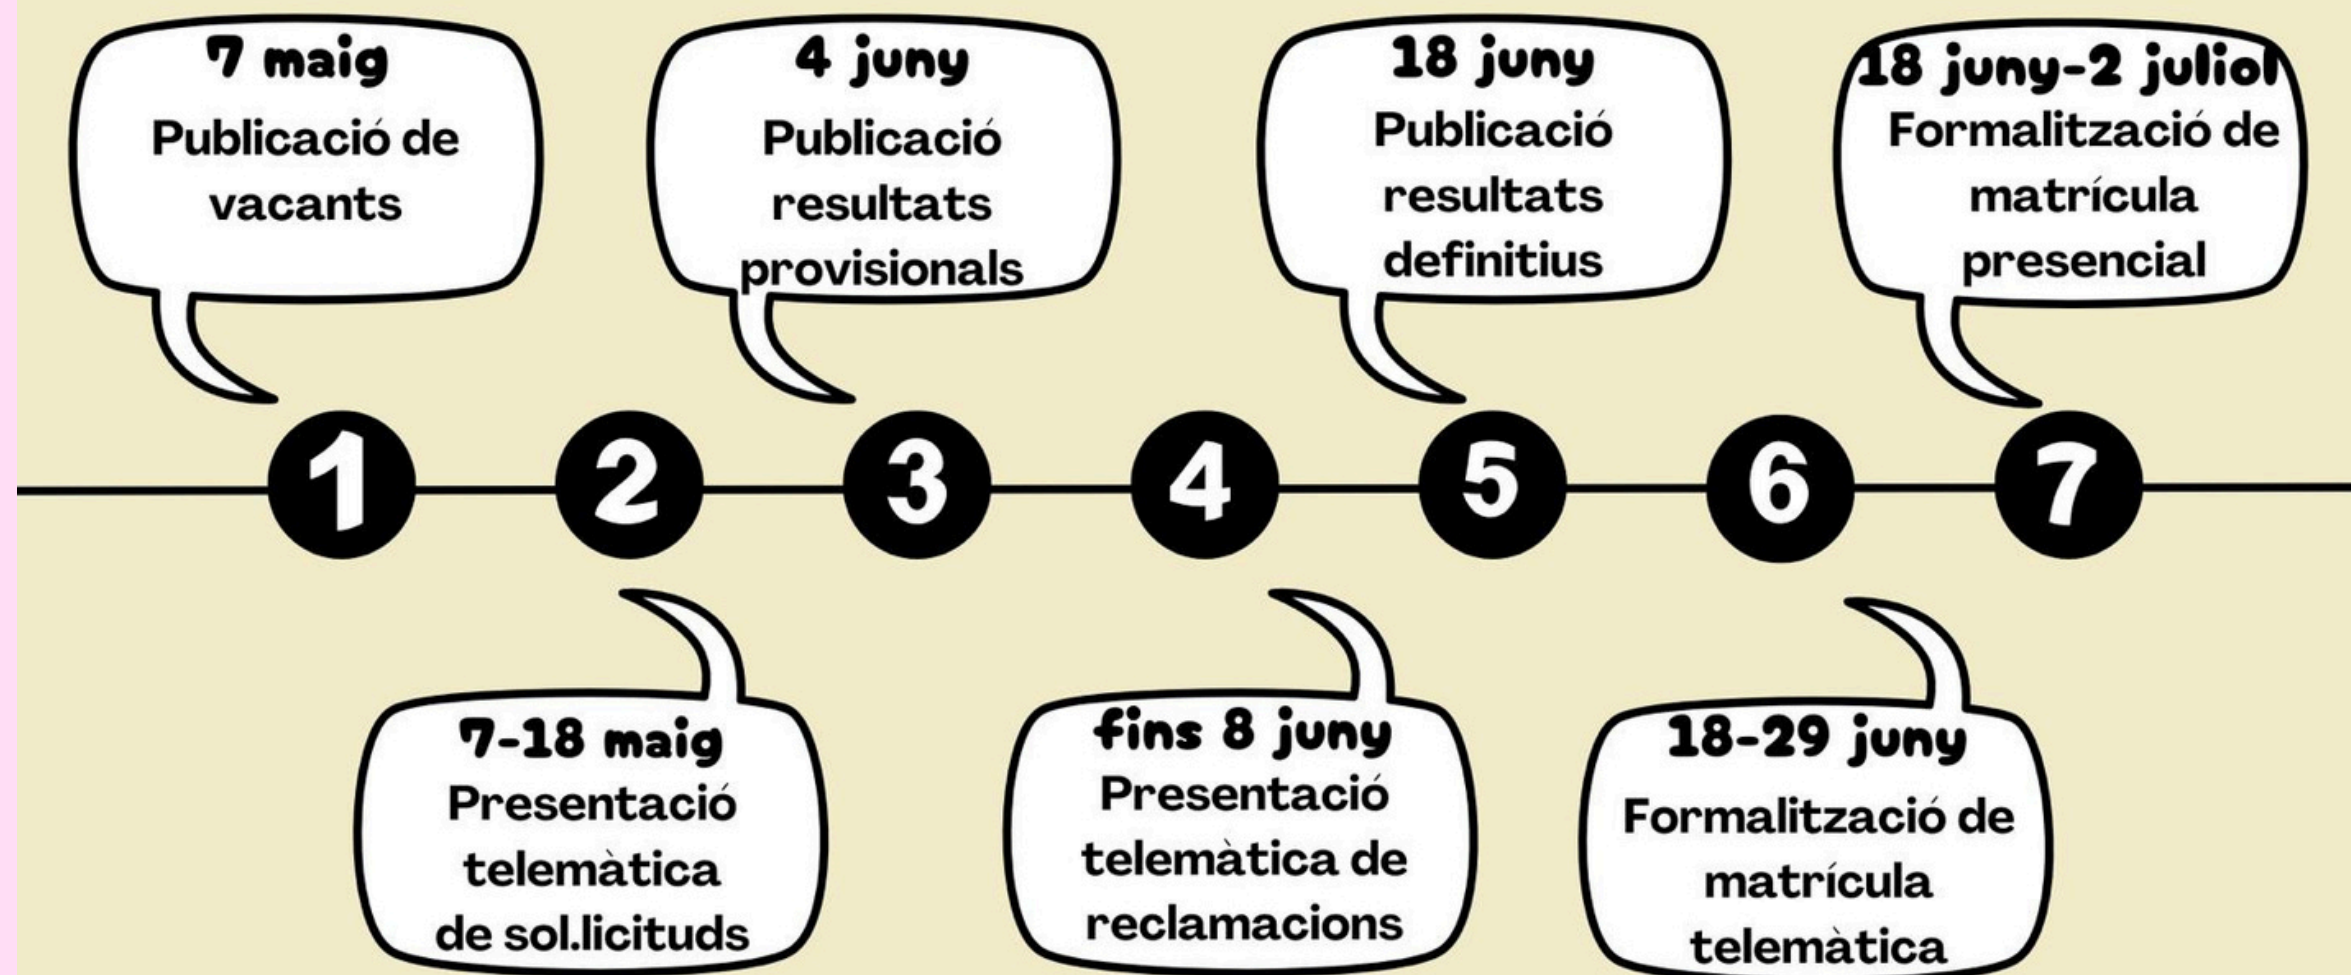 7 maig
Publicació de
vacants
4 juny
Publicació
resultats
provisionals
18 juny
Publicació
resultats
definitius
18 juny-2 juliol
Formalització de
matrícula
presencial
1
2
3
4
5
6
7
7-18 maig
Presentació
telemàtica
de sol.licituds
fins 8 juny
Presentació
telemàtica de
reclamacions
18-29 juny
Formalització de
matrícula
telemàtica